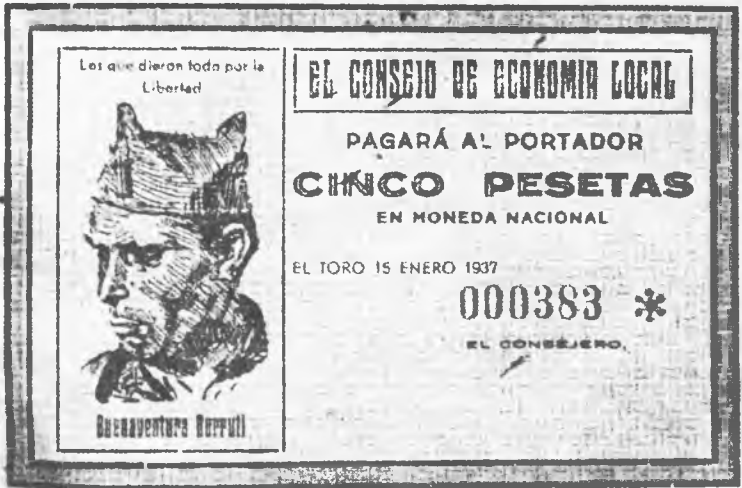 Los que dieron todo por la
Libertad
Buenaventura Durruti
EL CONSEJO DE ECONOMIA LOCAL
PAGARÁ AL PORTADOR
CINCO PESETAS
EN MONEDA NACIONAL
EL TORO 15 ENERO 1937
000383 *
EL CONSEJERO,